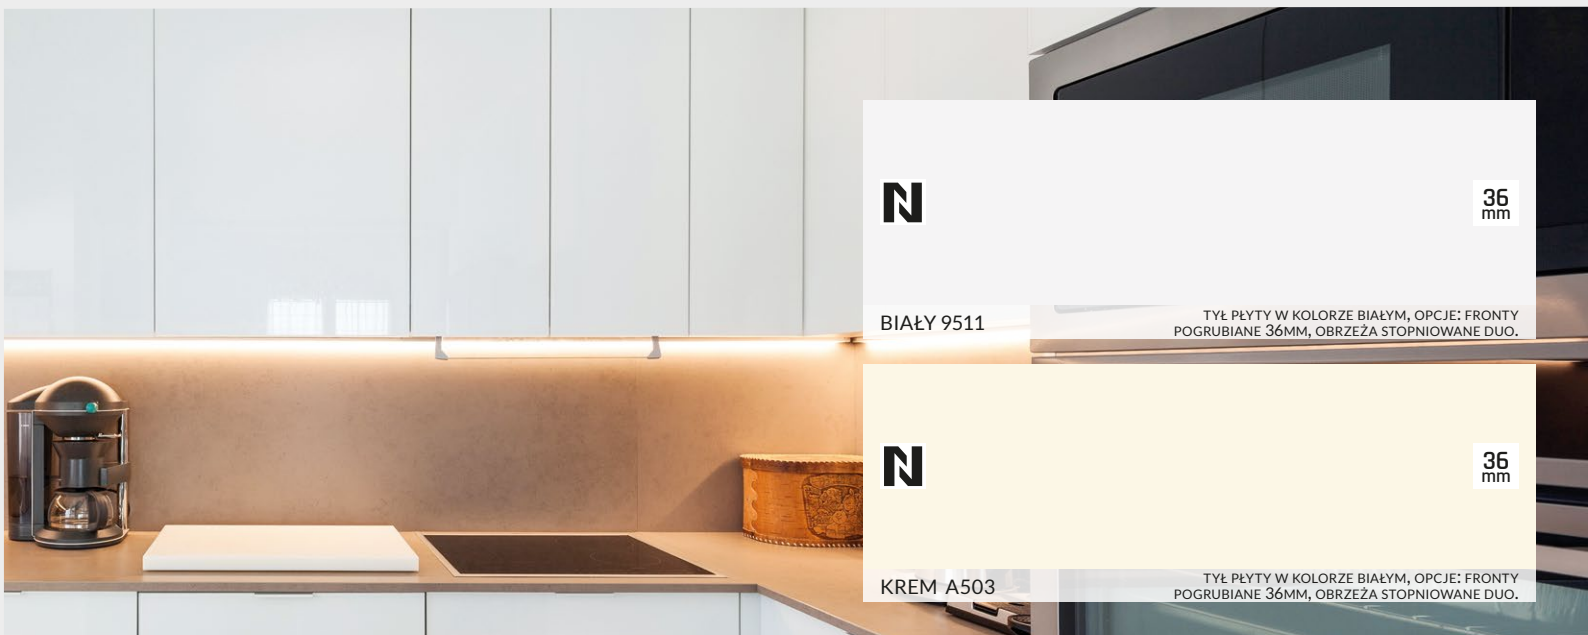 N
36
mm
BIAŁY 9511
TYŁ PŁYTY W KOLORZE BIAŁYM, OPCJE: FRONTY
POGRUBIANE 36MM, OBRZEŻA STOPNIOWANE DUO.
N
36
mm
KREM A503
TYŁ PŁYTY W KOLORZE BIAŁYM, OPCJE: FRONTY
POGRUBIANE 36MM, OBRZEŻA STOPNIOWANE DUO.